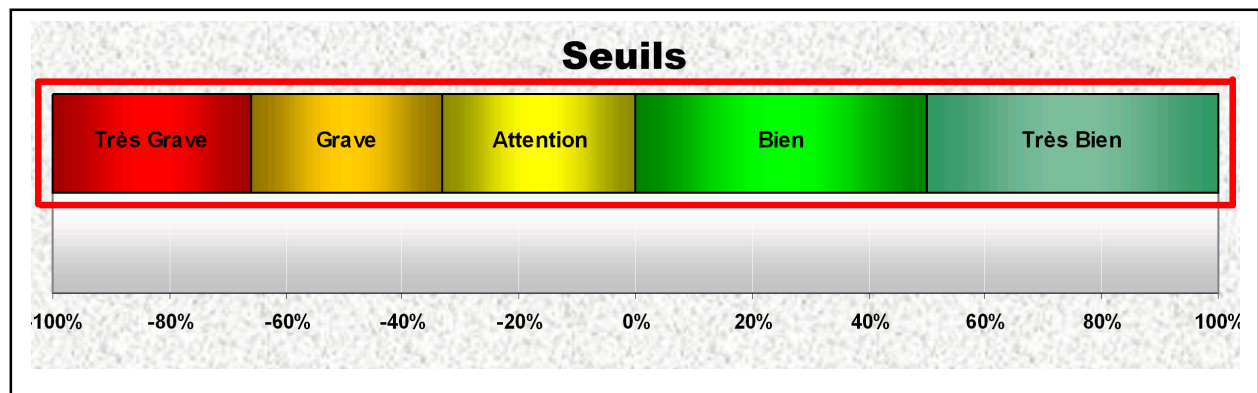 Seuils
Très Grave Grave Attention Bien Très Bien
-100% -80% -60% -40% -20% 0% 20% 40% 60% 80% 100%